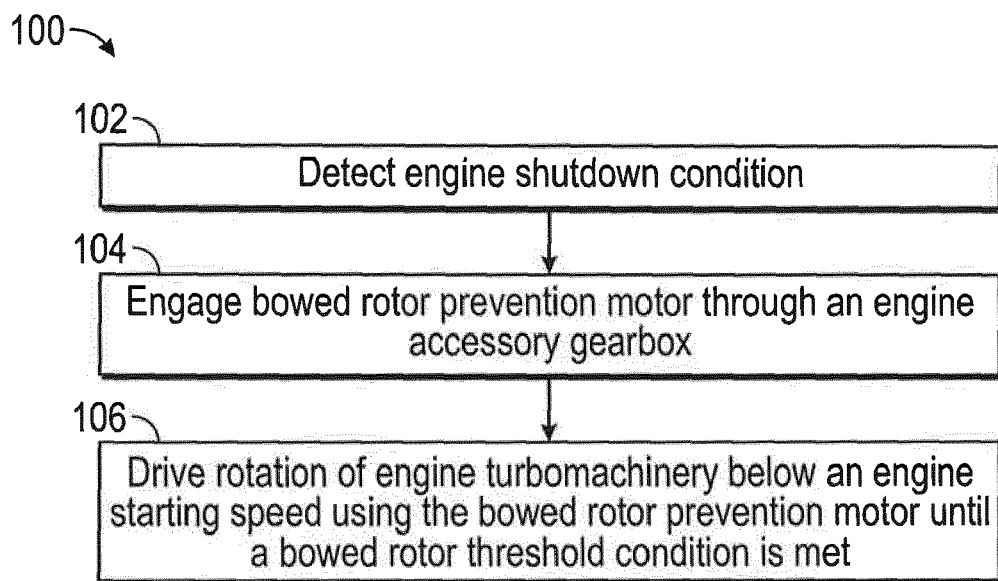 100
102
Detect engine shutdown condition
104
Engage bowed rotor prevention motor through an engine
accessory gearbox
106
Drive rotation of engine turbomachinery below an engine
starting speed using the bowed rotor prevention motor until
a bowed rotor threshold condition is met